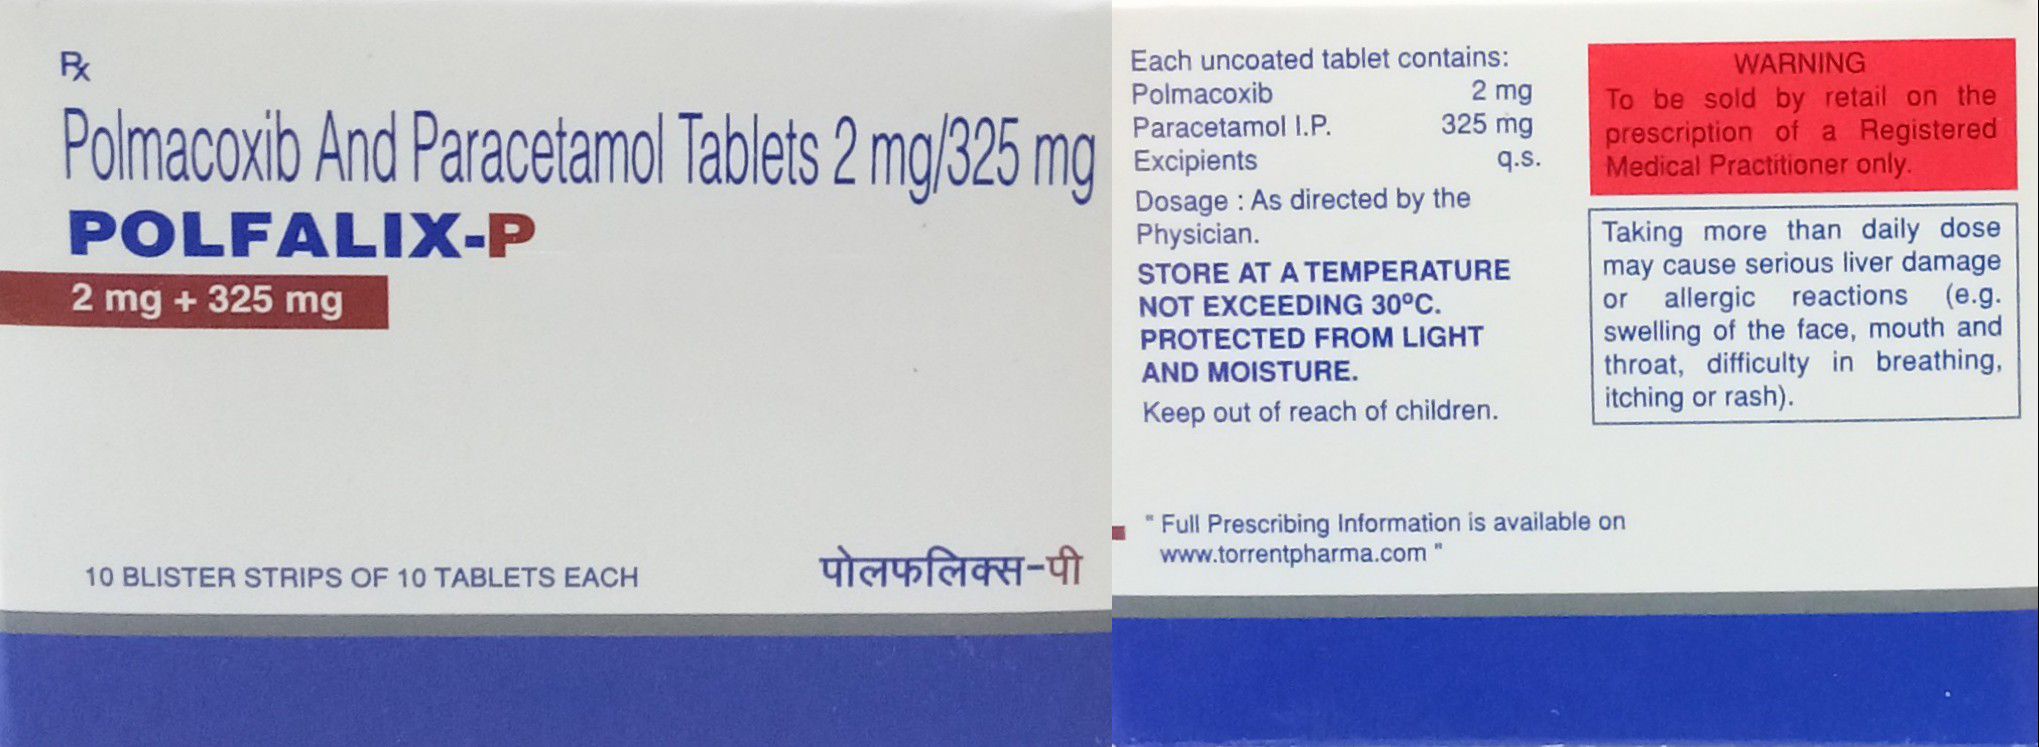 Rx
Polmacoxib And Paracetamol Tablets 2 mg/325 mg
POLFALIX-P
2 mg + 325 mg
10 BLISTER STRIPS OF 10 TABLETS EACH
पोलफलिक्स-पी
Each uncoated tablet contains:
Polmacoxib 2 mg
Paracetamol I.P. 325 mg
Excipients q.s.
Dosage : As directed by the
Physician.
STORE AT A TEMPERATURE
NOT EXCEEDING 30ºC.
PROTECTED FROM LIGHT
AND MOISTURE.
Keep out of reach of children.
" Full Prescribing Information is available on
www.torrentpharma.com "
WARNING
To be sold by retail on the
prescription of a Registered
Medical Practitioner only.
Taking more than daily dose
may cause serious liver damage
or allergic reactions (e.g.
swelling of the face, mouth and
throat, difficulty in breathing,
itching or rash).